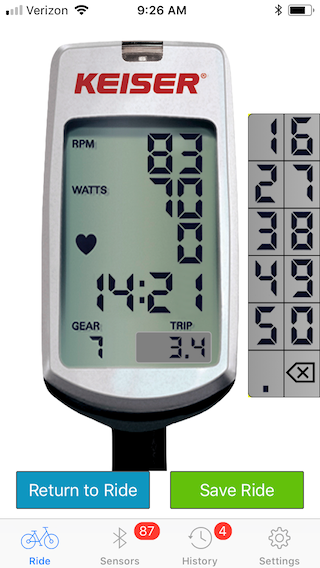 Verizon 9:26 AM
KEISER®
RPM 83
WATTS 90
0
14:21
GEAR TRIP
7 3.4
1 6
2 7
3 8
4 9
5 0
.
Return to Ride Save Ride
87 4
Ride Sensors History Settings